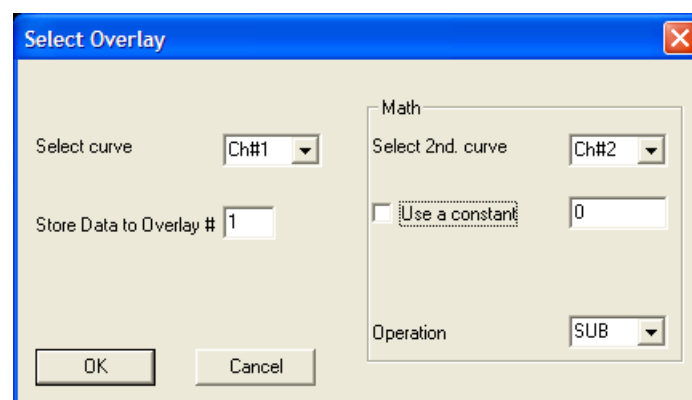 Select Overlay
Math
Select curve
Ch#1
Select 2nd. curve
Ch#2
Store Data to Overlay #
1
Use a constant
0
Operation
SUB
OK
Cancel